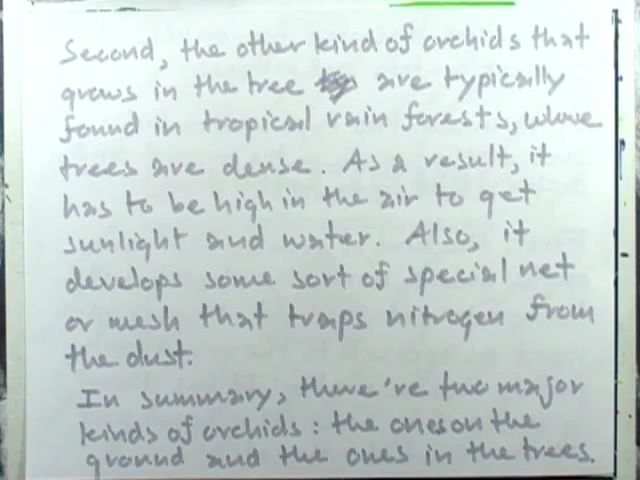 Second, the other kind of orchids that
grows in the tree are typically
found in tropical rain forests, where
trees are dense. As a result, it
has to be high in the air to get
sunlight and water. Also, it
develops some sort of special net
or mesh that traps nitrogen from
the dust.
In summary, there're two major
kinds of orchids: the ones on the
ground and the ones in the trees.